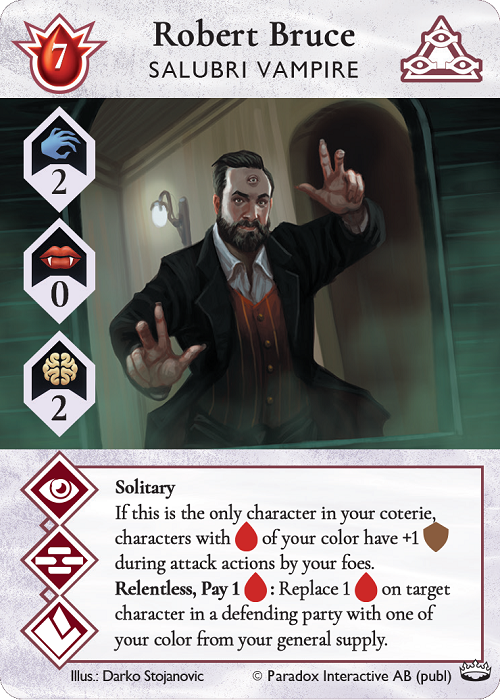 7
Robert Bruce
SALUBRI VAMPIRE
2
0
2
Solitary
If this is the only character in your coterie,
characters with of your color have +1
during attack actions by your foes.
Relentless, Pay 1 : Replace 1 on target
character in a defending party with one of
your color from your general supply.
Illus.: Darko Stojanovic © Paradox Interactive AB (publ)